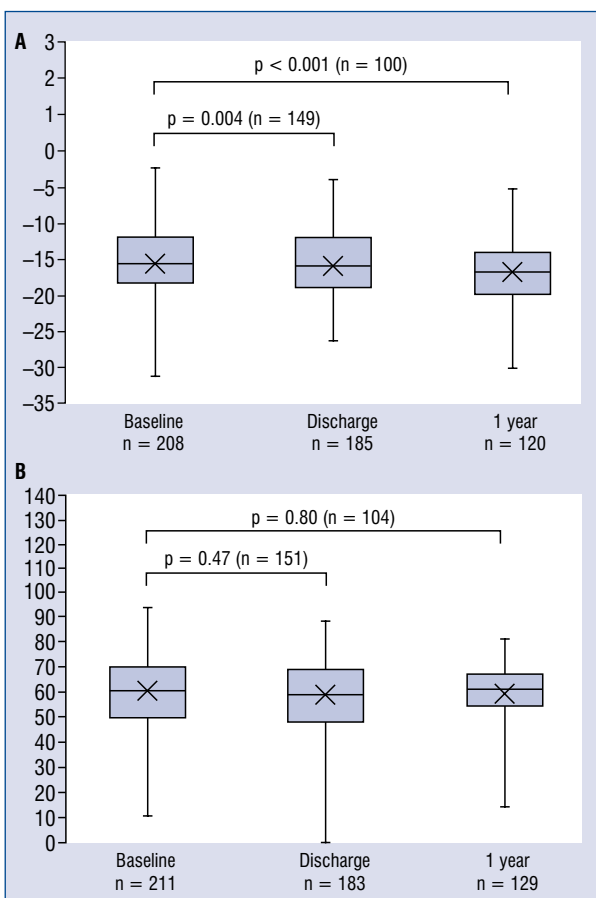 A
3
2
1
0
–5
–10
–15
–20
–25
–30
–35
p < 0.001 (n = 100)
p = 0.004 (n = 149)
Baseline
n = 208
Discharge
n = 185
1 year
n = 120
B
140
130
120
110
100
90
80
70
60
50
40
30
20
10
0
p = 0.80 (n = 104)
p = 0.47 (n = 151)
Baseline
n = 211
Discharge
n = 183
1 year
n = 129